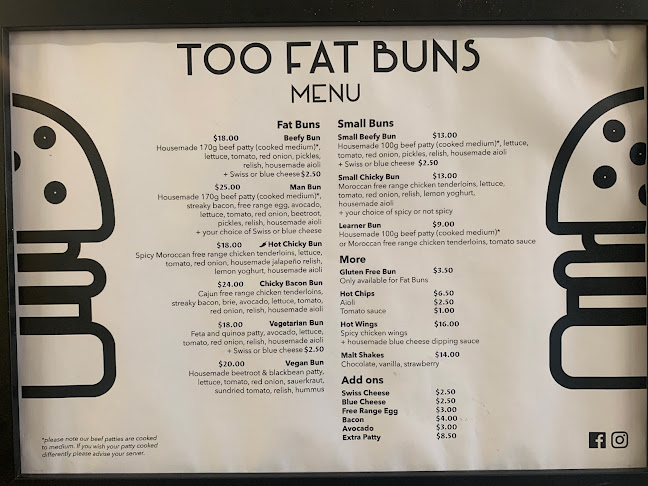 TOO FAT BUNS
MENU
Fat Buns
$18.00 Beefy Bun
Housemade 170g beef patty (cooked medium)*,
lettuce, tomato, red onion, pickles,
relish, housemade aioli
+ Swiss or blue cheese $2.50
$25.00 Man Bun
Housemade 170g beef patty (cooked medium)*,
streaky bacon, free range egg, avocado,
lettuce, tomato, red onion, beetroot,
pickles, relish, housemade aioli
+ your choice of Swiss or blue cheese
$18.00 Hot Chicky Bun
Spicy Moroccan free range chicken tenderloins, lettuce,
tomato, red onion, housemade jalapeño relish,
lemon yoghurt, housemade aioli
$24.00 Chicky Bacon Bun
Cajun free range chicken tenderloins,
streaky bacon, brie, avocado, lettuce, tomato,
red onion, relish, housemade aioli
$18.00 Vegetarian Bun
Feta and quinoa patty, avocado, lettuce,
tomato, red onion, relish, housemade aioli
+ Swiss or blue cheese $2.50
$20.00 Vegan Bun
Housemade beetroot & blackbean patty,
lettuce, tomato, red onion, sauerkraut,
sundried tomato, relish, hummus
Small Buns
Small Beefy Bun $13.00
Housemade 100g beef patty (cooked medium)*, lettuce,
tomato, red onion, pickles, relish, housemade aioli
+ Swiss or blue cheese $2.50
Small Chicky Bun $13.00
Moroccan free range chicken tenderloins, lettuce,
tomato, red onion, relish, lemon yoghurt,
housemade aioli
+ your choice of spicy or not spicy
Learner Bun $9.00
Housemade 100g beef patty (cooked medium)*
or Moroccan free range chicken tenderloins, tomato sauce
More
Gluten Free Bun $3.50
Only available for Fat Buns
Hot Chips $6.50
Aioli $2.50
Tomato sauce $1.00
Hot Wings $16.00
Spicy chicken wings
+ housemade blue cheese dipping sauce
Malt Shakes $14.00
Chocolate, vanilla, strawberry
Add ons
Swiss Cheese $2.50
Blue Cheese $2.50
Free Range Egg $3.00
Bacon $4.00
Avocado $3.00
Extra Patty $8.50
*please note our beef patties are cooked
to medium. If you wish your patty cooked
differently please advise your server.